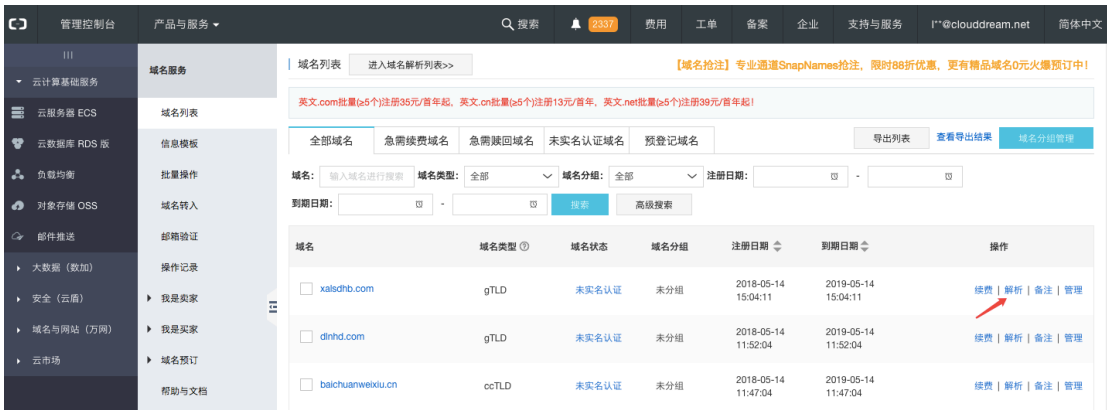 管理控制台 产品与服务 搜索 2337 费用 工单 备案 企业 支持与服务 l**@clouddream.net 简体中文
云计算基础服务
云服务器 ECS
云数据库 RDS 版
负载均衡
对象存储 OSS
邮件推送
大数据（数加）
安全（云盾）
域名与网站（万网）
云市场
域名服务
域名列表
信息模板
批量操作
域名转入
邮箱验证
操作记录
我是卖家
我是买家
域名预订
帮助与文档
域名列表 进入域名解析列表>> 【域名抢注】专业通道SnapNames抢注，限时88折优惠，更有精品域名0元火爆预订中！
英文.com批量(≥5个)注册35元/首年起，英文.cn批量(≥5个)注册13元/首年，英文.net批量(≥5个)注册39元/首年起！
全部域名 急需续费域名 急需赎回域名 未实名认证域名 预登记域名 导出列表 查看导出结果 域名分组管理
域名： 输入域名进行搜索 域名类型： 全部 域名分组： 全部 注册日期： -
到期日期： - 搜索 高级搜索
域名 域名类型 域名状态 域名分组 注册日期 到期日期 操作
xalsdhb.com gTLD 未实名认证 未分组 2018-05-14 15:04:11 2019-05-14 15:04:11 续费 | 解析 | 备注 | 管理
dlnhd.com gTLD 未实名认证 未分组 2018-05-14 11:52:04 2019-05-14 11:52:04 续费 | 解析 | 备注 | 管理
baichuanweixiu.cn ccTLD 未实名认证 未分组 2018-05-14 11:47:04 2019-05-14 11:47:04 续费 | 解析 | 备注 | 管理